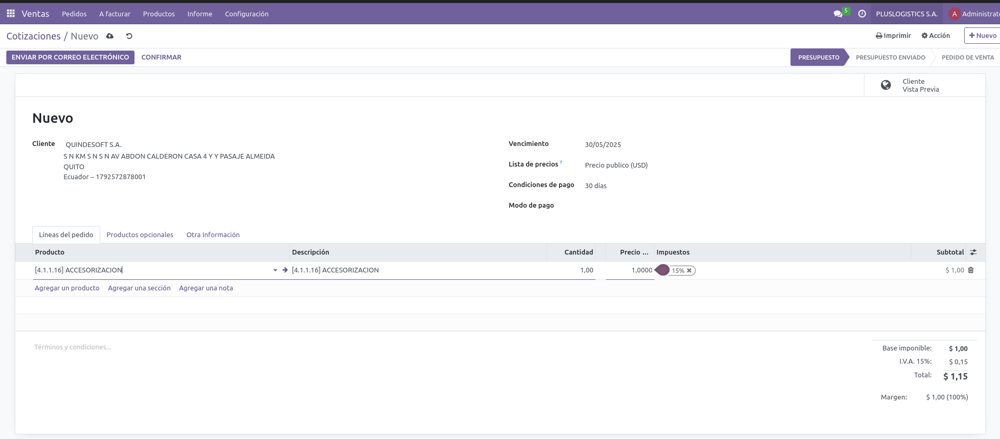 Ventas Pedidos A facturar Productos Informe Configuración 5 PLUSLOGISTICS S.A. A Administrat
Cotizaciones / Nuevo Imprimir Acción Nuevo
ENVIAR POR CORREO ELECTRÓNICO CONFIRMAR PRESUPUESTO PRESUPUESTO ENVIADO PEDIDO DE VENTA
Cliente
Vista Previa
Nuevo
Cliente QUINDESOFT S.A.
S N KM S N S N AV ABDON CALDERON CASA 4 Y Y PASAJE ALMEIDA
QUITO
Ecuador – 1792572878001
Vencimiento 30/05/2025
Lista de precios ? Precio publico (USD)
Condiciones de pago 30 días
Modo de pago
Líneas del pedido Productos opcionales Otra Información
Producto Descripción Cantidad Precio ... Impuestos Subtotal
[4.1.1.16] ACCESORIZACION [4.1.1.16] ACCESORIZACION 1,00 1,0000 15% $ 1,00
Agregar un producto Agregar una sección Agregar una nota
Términos y condiciones...
Base imponible: $ 1,00
I.V.A. 15%: $ 0,15
Total: $ 1,15
Margen: $ 1,00 (100%)